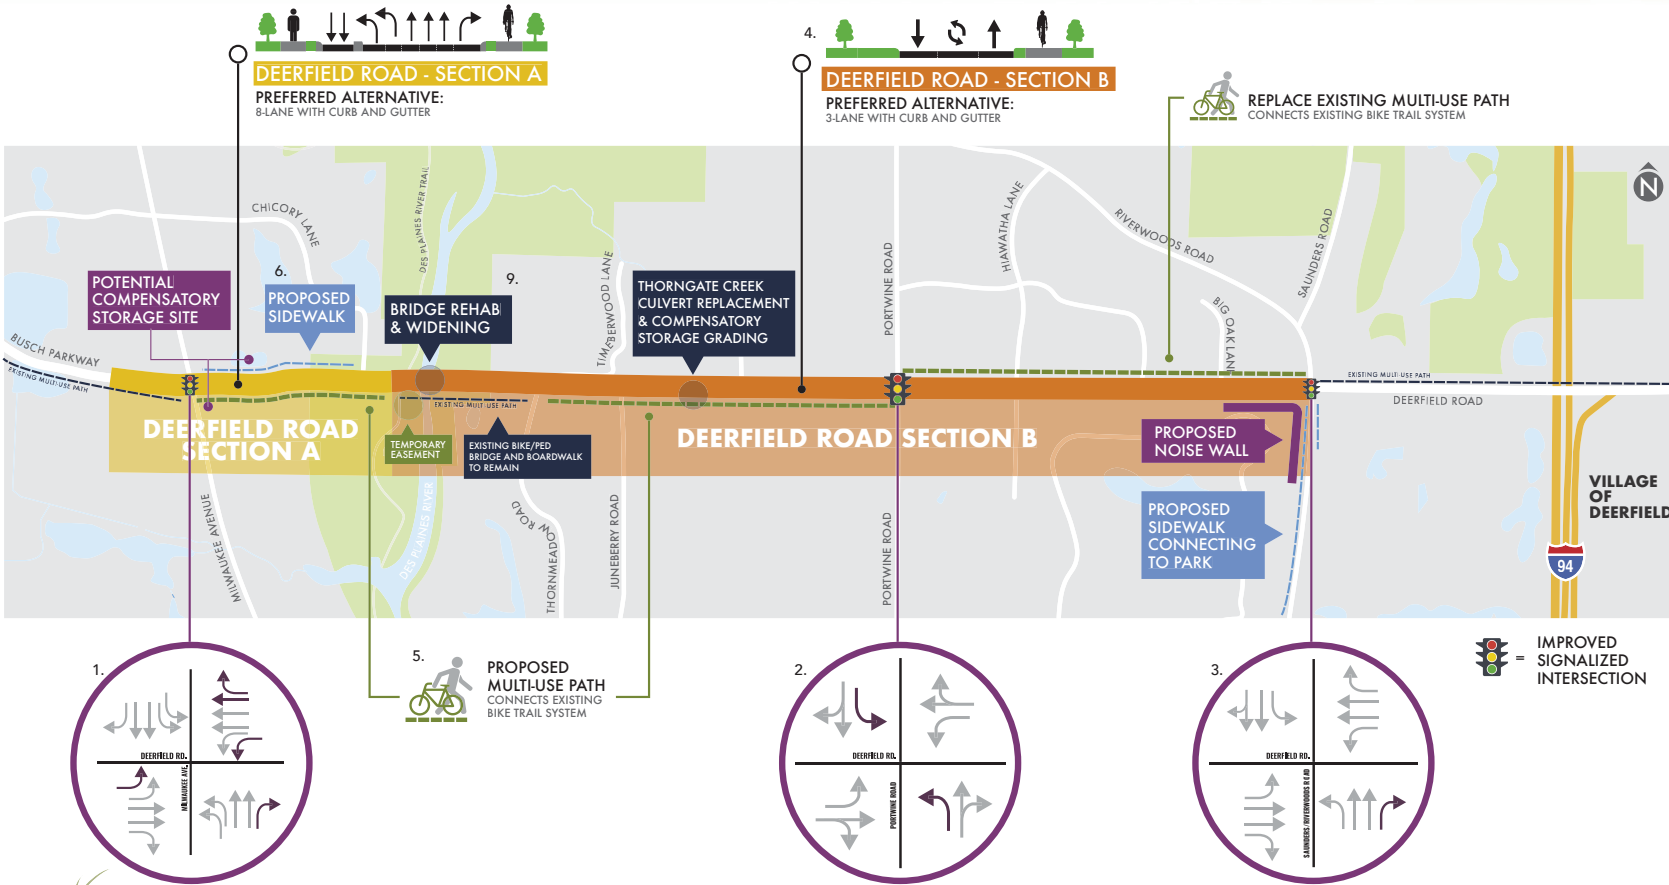 DEERFIELD ROAD - SECTION A
PREFERRED ALTERNATIVE:
8-LANE WITH CURB AND GUTTER
4.
DEERFIELD ROAD - SECTION B
PREFERRED ALTERNATIVE:
3-LANE WITH CURB AND GUTTER
REPLACE EXISTING MULTI-USE PATH
CONNECTS EXISTING BIKE TRAIL SYSTEM
N
CHICORY LANE
DES PLAINES RIVER TRAIL
TIMBERWOOD LANE
PORTWINE ROAD
HIAWATHA LANE
RIVERWOODS ROAD
SAUNDERS ROAD
BIG OAK LANE
POTENTIAL
COMPENSATORY
STORAGE SITE
6.
PROPOSED
SIDEWALK
9.
BRIDGE REHAB
& WIDENING
THORNGATE CREEK
CULVERT REPLACEMENT
& COMPENSATORY
STORAGE GRADING
BUSCH PARKWAY
EXISTING MULTI-USE PATH
EXISTING MULTI-USE PATH
EXISTING MULTI-USE PATH
DEERFIELD ROAD
DEERFIELD ROAD
SECTION A
TEMPORARY
EASEMENT
EXISTING BIKE/PED
BRIDGE AND BOARDWALK
TO REMAIN
DEERFIELD ROAD SECTION B
PROPOSED
NOISE WALL
PROPOSED
SIDEWALK
CONNECTING
TO PARK
VILLAGE
OF
DEERFIELD
94
MILWAUKEE AVENUE
DES PLAINES RIVER
THORNMEADOW ROAD
JUNEBERRY ROAD
PORTWINE ROAD
1.
DEERFIELD RD.
MILWAUKEE AVE.
5.
PROPOSED
MULTI-USE PATH
CONNECTS EXISTING
BIKE TRAIL SYSTEM
2.
DEERFIELD RD.
PORTWINE ROAD
3.
DEERFIELD RD.
SAUNDERS/RIVERWOODS ROAD
= IMPROVED
SIGNALIZED
INTERSECTION